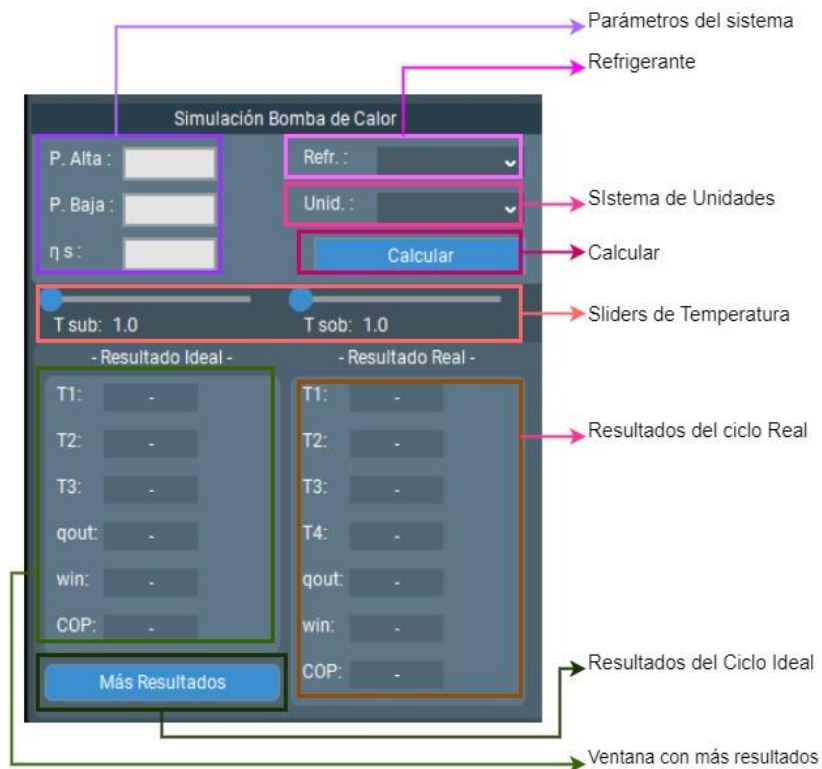 Parámetros del sistema
Refrigerante
Simulación Bomba de Calor
P. Alta :
Refr. :
P. Baja :
Unid. :
SIstema de Unidades
η s :
Calcular
Calcular
T sub: 1.0
T sob: 1.0
Sliders de Temperatura
- Resultado Ideal -
- Resultado Real -
T1: -
T1: -
T2: -
T2: -
Resultados del ciclo Real
T3: -
T3: -
qout: -
T4: -
win: -
qout: -
COP: -
win: -
Más Resultados
COP: -
Resultados del Ciclo Ideal
Ventana con más resultados